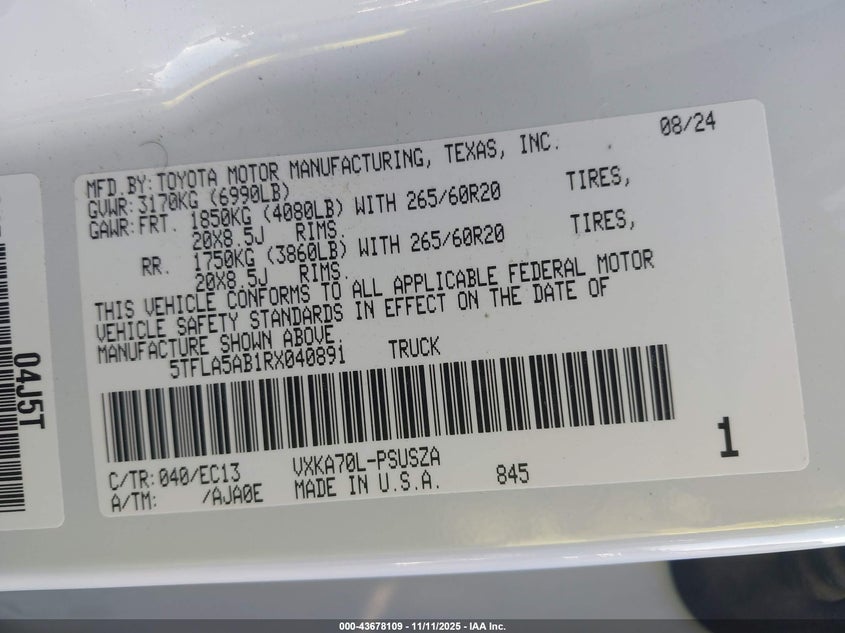 MFD.BY:TOYOTA MOTOR MANUFACTURING, TEXAS, INC. 08/24
GVWR:3170KG (6990LB)
GAWR:FRT. 1850KG (4080LB) WITH 265/60R20 TIRES,
20X8.5J RIMS.
RR. 1750KG (3860LB) WITH 265/60R20 TIRES,
20X8.5J RIMS.
THIS VEHICLE CONFORMS TO ALL APPLICABLE FEDERAL MOTOR
VEHICLE SAFETY STANDARDS IN EFFECT ON THE DATE OF
MANUFACTURE SHOWN ABOVE.
5TFLA5AB1RX040891 TRUCK
C/TR:040/EC13 VXKA70L-PSUSZA 1
A/TM: /AJA0E MADE IN U.S.A. 845
04J5T
000-43678109 - 11/11/2025 - IAA Inc.